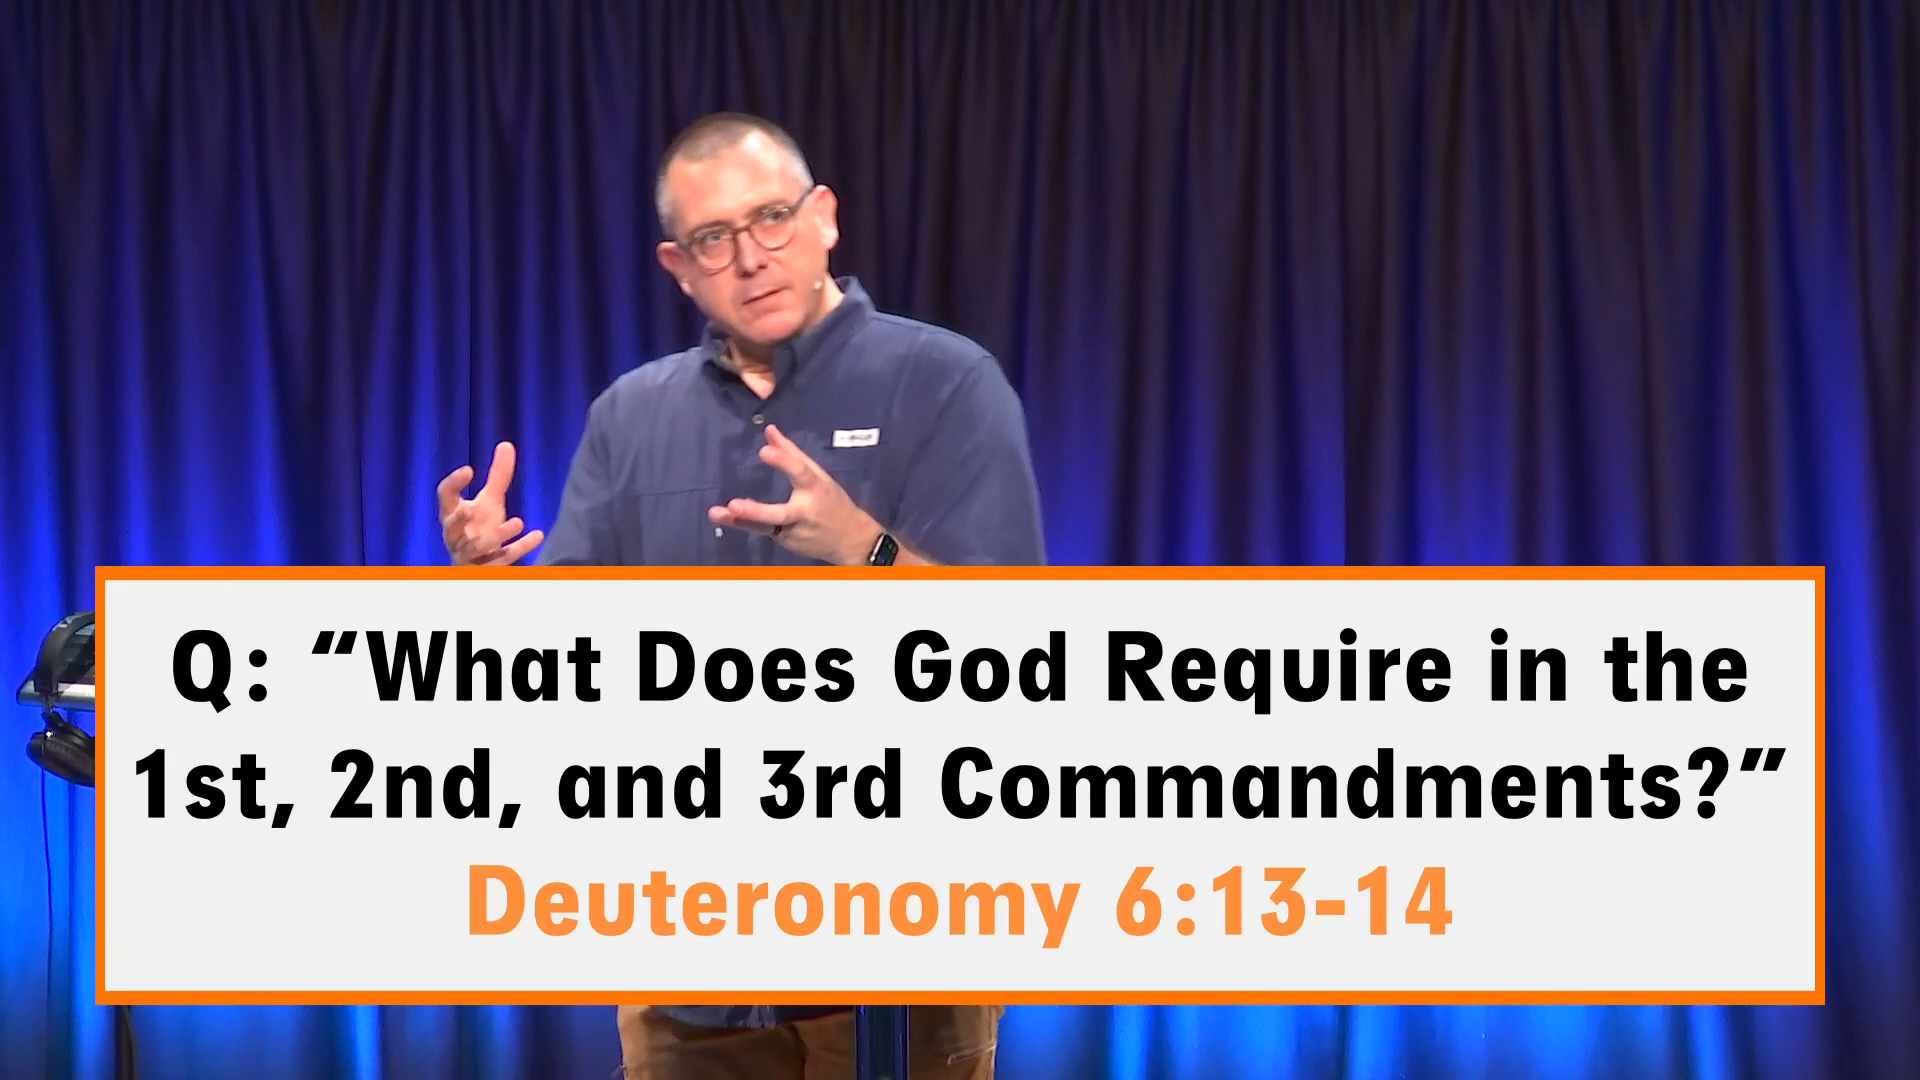 Q: “What Does God Require in the
1st, 2nd, and 3rd Commandments?”
Deuteronomy 6:13-14